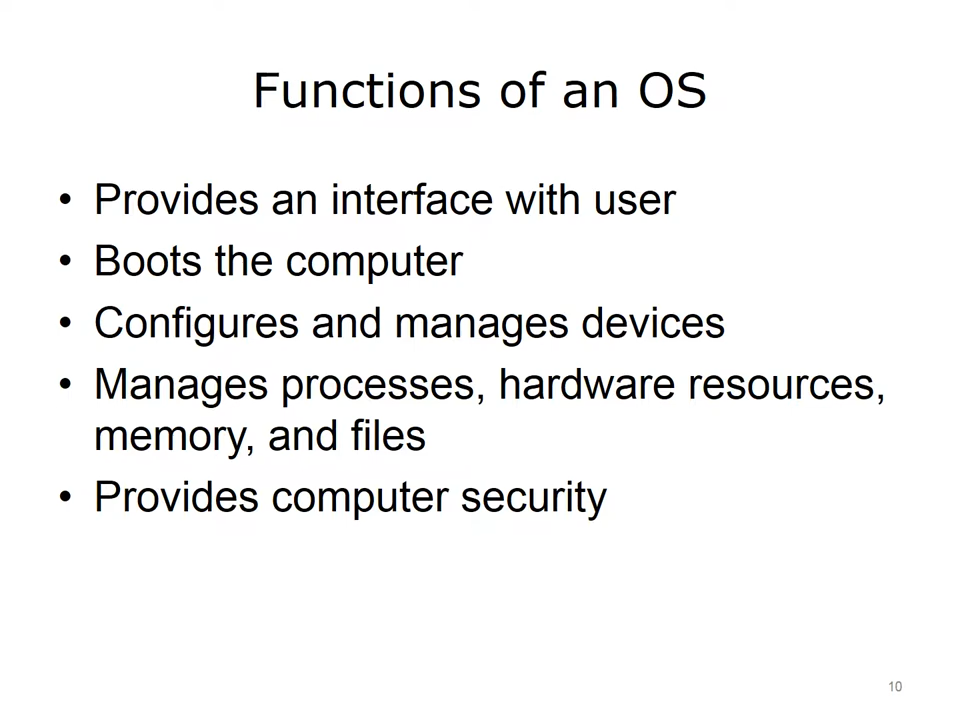 Functions of an OS
• Provides an interface with user
• Boots the computer
• Configures and manages devices
• Manages processes, hardware resources,
memory, and files
• Provides computer security
10